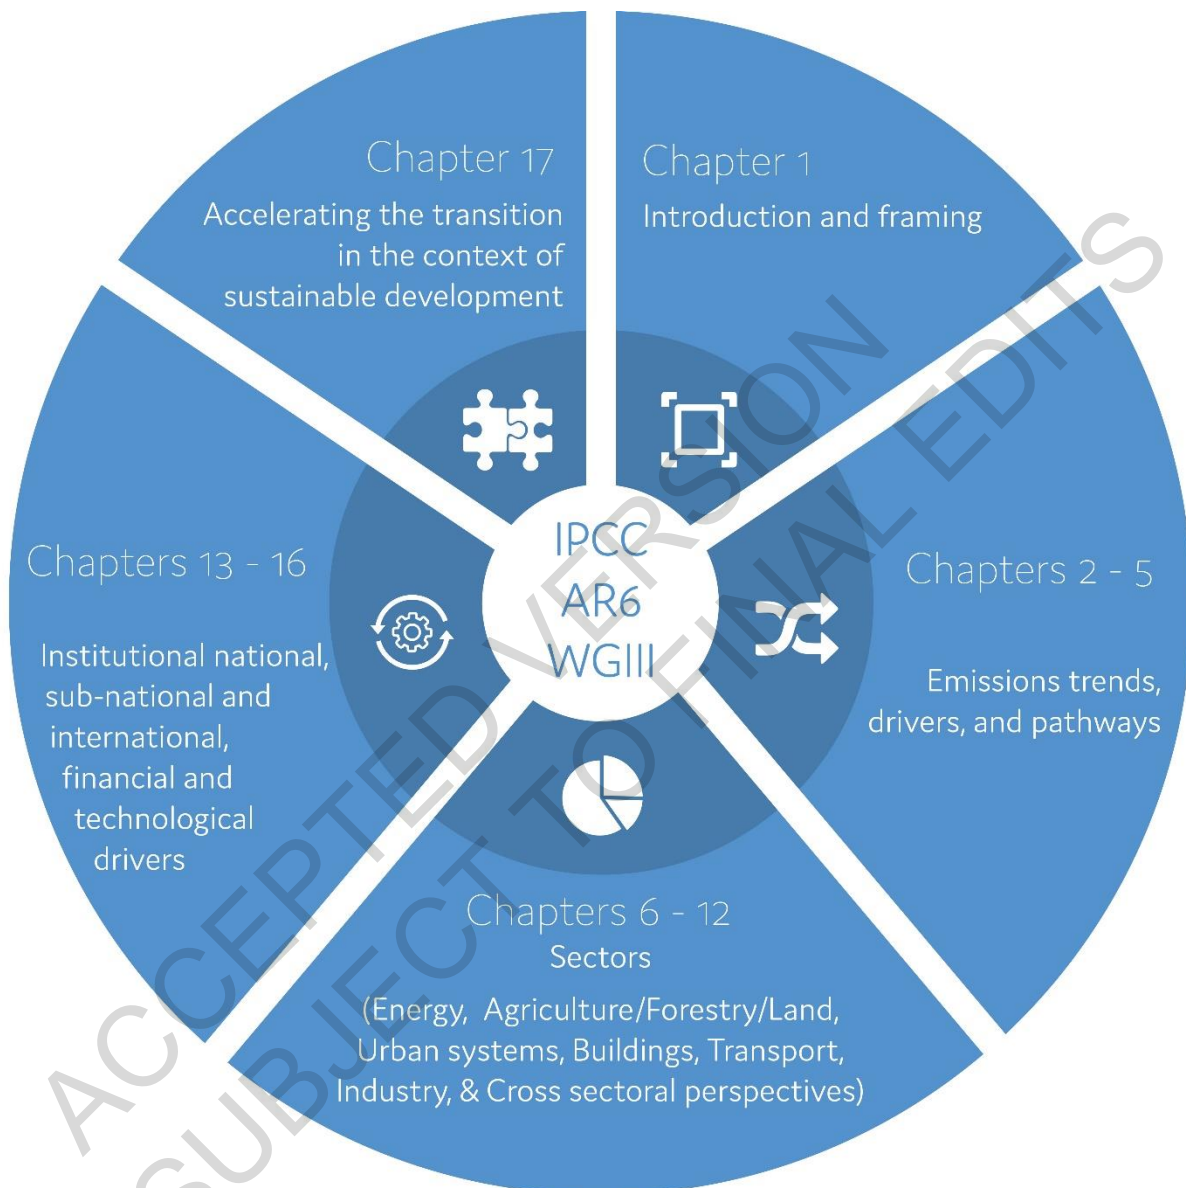 Chapter 17
Accelerating the transition
in the context of
sustainable development
Chapter 1
Introduction and framing
Chapters 2 - 5
Emissions trends,
drivers, and pathways
Chapters 6 - 12
Sectors
(Energy, Agriculture/Forestry/Land,
Urban systems, Buildings, Transport,
Industry, & Cross sectoral perspectives)
Chapters 13 - 16
Institutional national,
sub-national and
international,
financial and
technological
drivers
IPCC
AR6
WGIII
ACCEPTED VERSION
SUBJECT TO FINAL EDITS